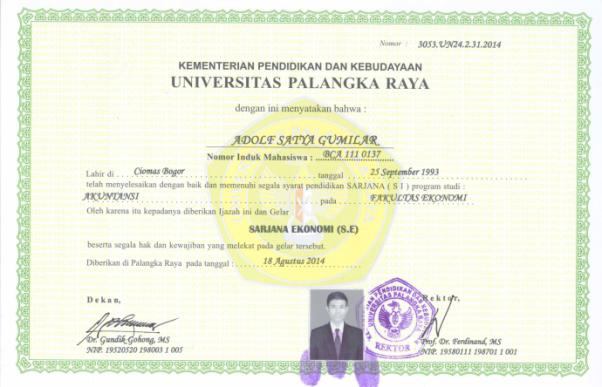 Nomor : 3053.UN24.2.31.2014
KEMENTERIAN PENDIDIKAN DAN KEBUDAYAAN
UNIVERSITAS PALANGKA RAYA
dengan ini menyatakan bahwa :
ADOLF SATYA GUMILAR
Nomor Induk Mahasiswa : BCA 111 0137
Lahir di Ciomas Bogor tanggal 25 September 1993
telah menyelesaikan dengan baik dan memenuhi segala syarat pendidikan SARJANA ( S I ) program studi :
AKUNTANSI pada FAKULTAS EKONOMI
Oleh karena itu kepadanya diberikan Ijazah ini dan Gelar
SARJANA EKONOMI (S.E)
beserta segala hak dan kewajiban yang melekat pada gelar tersebut.
Diberikan di Palangka Raya pada tanggal : 18 Agustus 2014
Dekan,
Rektor,
Dr. Gundik Gohong, MS
NIP. 19520520 198003 1 005
Prof. Dr. Ferdinand, MS
NIP. 19580111 198701 1 001
UNIVERSITAS PALANGKA
REKTOR